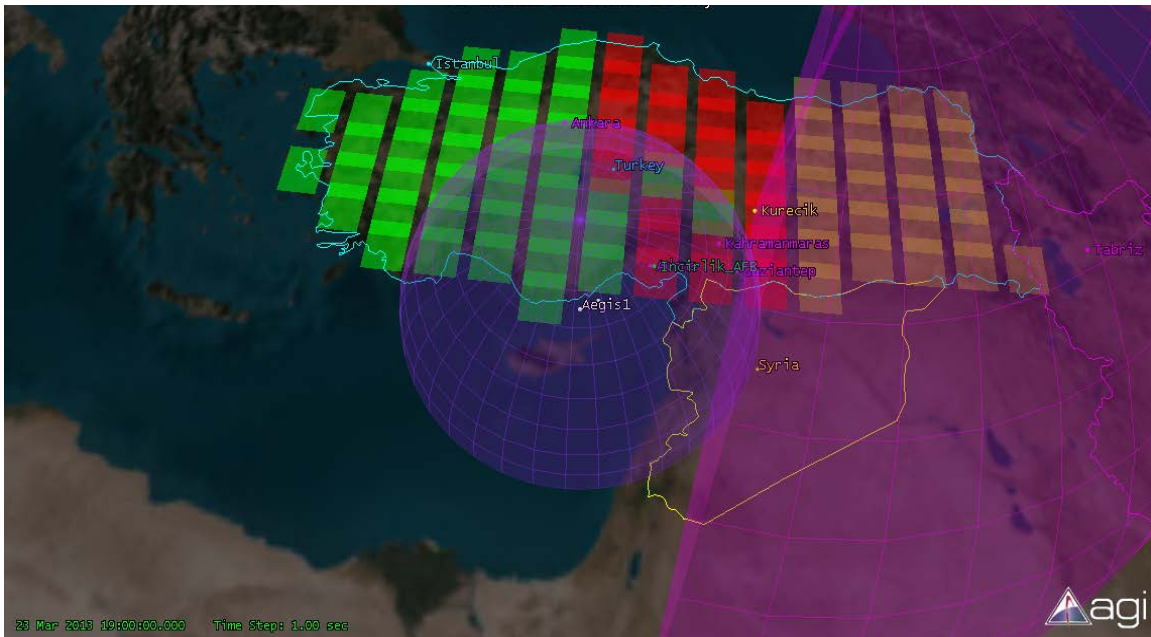 Istanbul
Ankara
Turkey
Kurecik
Kahramanmaras
Incirlik_AFB
Gaziantep
Tabriz
Aegis1
Syria
23 Mar 2013 19:00:00.000 Time Step: 1.00 sec
agi